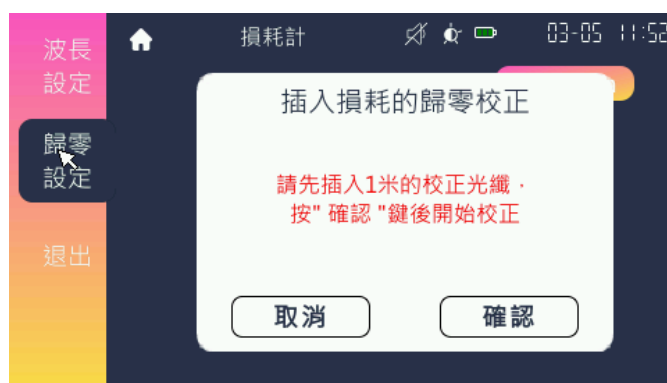 波長
設定
損耗計
03-05 11:52
插入損耗的歸零校正
歸零
設定
請先插入1米的校正光纖，
按" 確認 "鍵後開始校正
退出
取消
確認